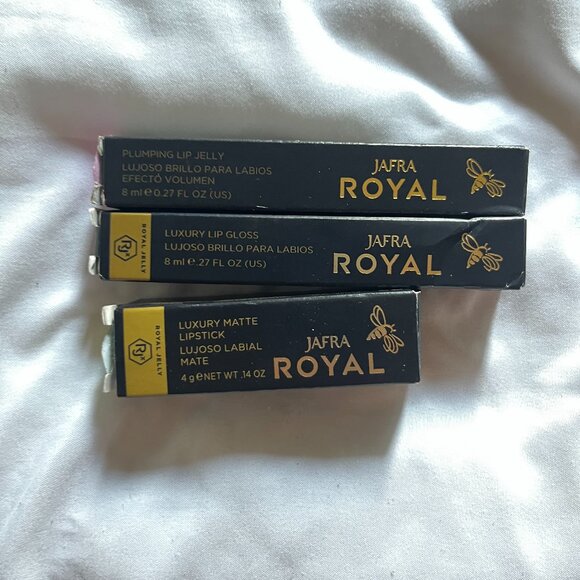 PLUMPING LIP JELLY
LUJOSO BRILLO PARA LABIOS
EFECTO VOLUMEN
8 ml e 0.27 FL OZ (US)
JAFRA
ROYAL
RJx
ROYAL JELLY
LUXURY LIP GLOSS
LUJOSO BRILLO PARA LABIOS
8 ml e .27 FL OZ (US)
JAFRA
ROYAL
RJx
ROYAL JELLY
LUXURY MATTE
LIPSTICK
LUJOSO LABIAL
MATE
4 g e NET WT .14 OZ
JAFRA
ROYAL